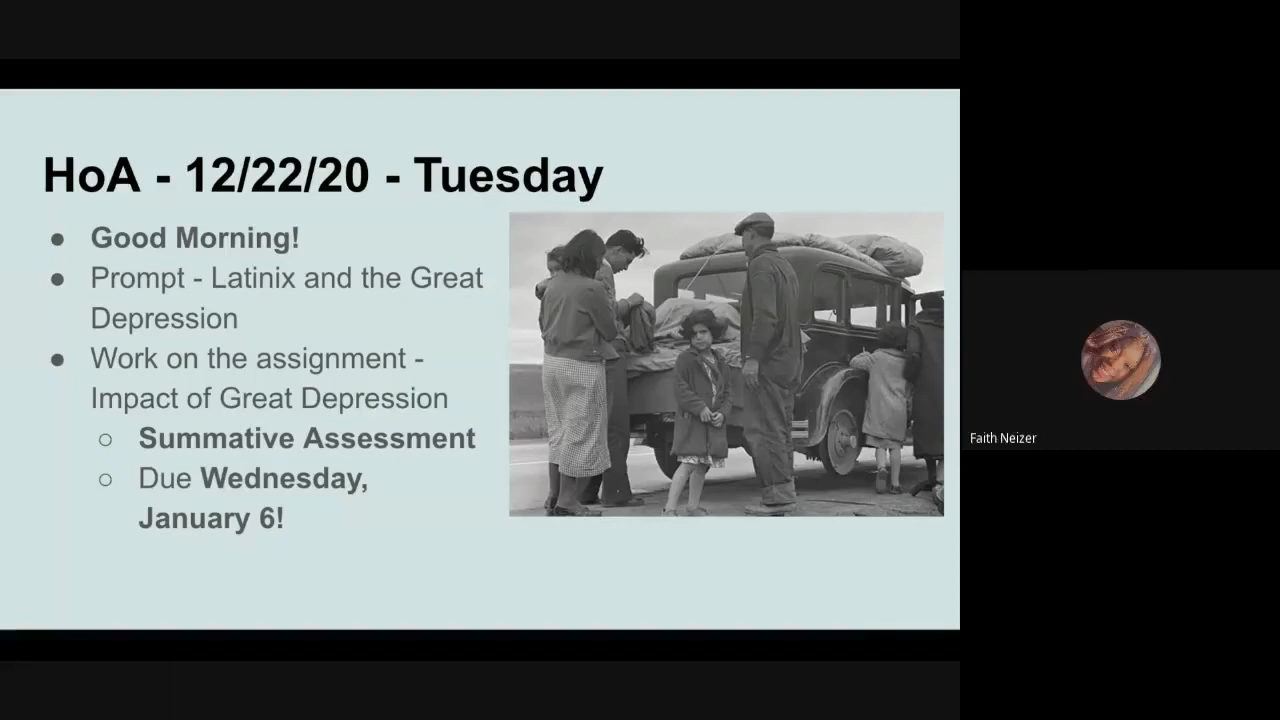 HoA - 12/22/20 - Tuesday
● Good Morning!
● Prompt - Latinix and the Great
Depression
● Work on the assignment -
Impact of Great Depression
○ Summative Assessment
○ Due Wednesday,
January 6!
Faith Neizer